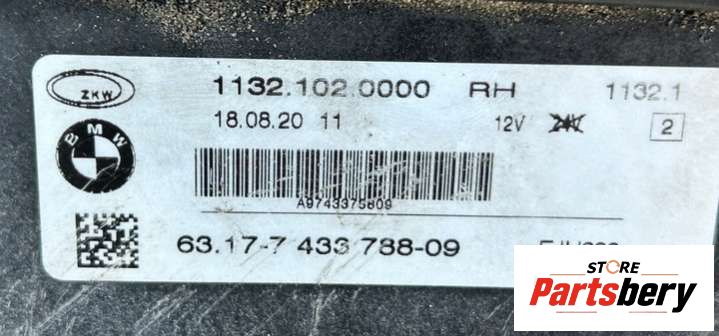 ZKW
1132.102.0000 RH 1132.1
18.08.20 11 12V 24V 2
BMW
A9743375809
63.17-7 433 788-09
STORE
Partsbery